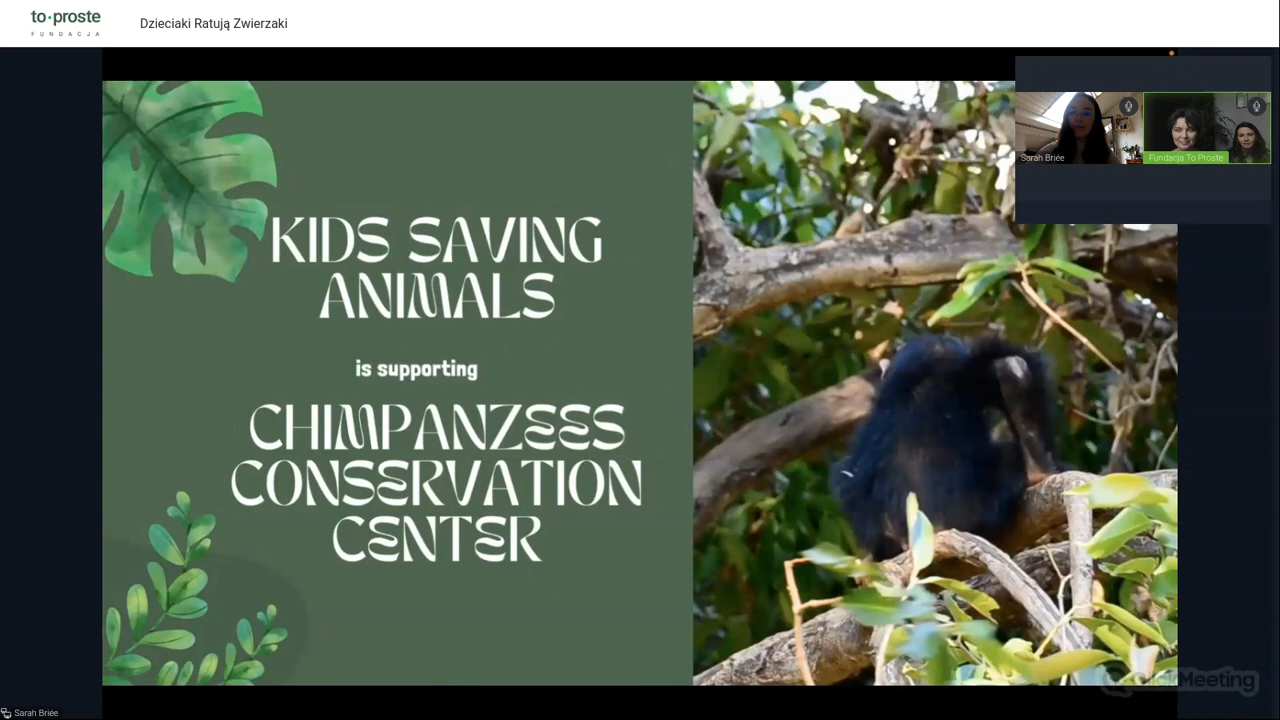 to·proste
FUNDACJA
Dzieciaki Ratują Zwierzaki
KIDS SAVING
ANIMALS
is supporting
CHIMPANZEES
CONSERVATION
CENTER
Sarah Briée
Fundacja To Proste
ClickMeeting
Sarah Briée